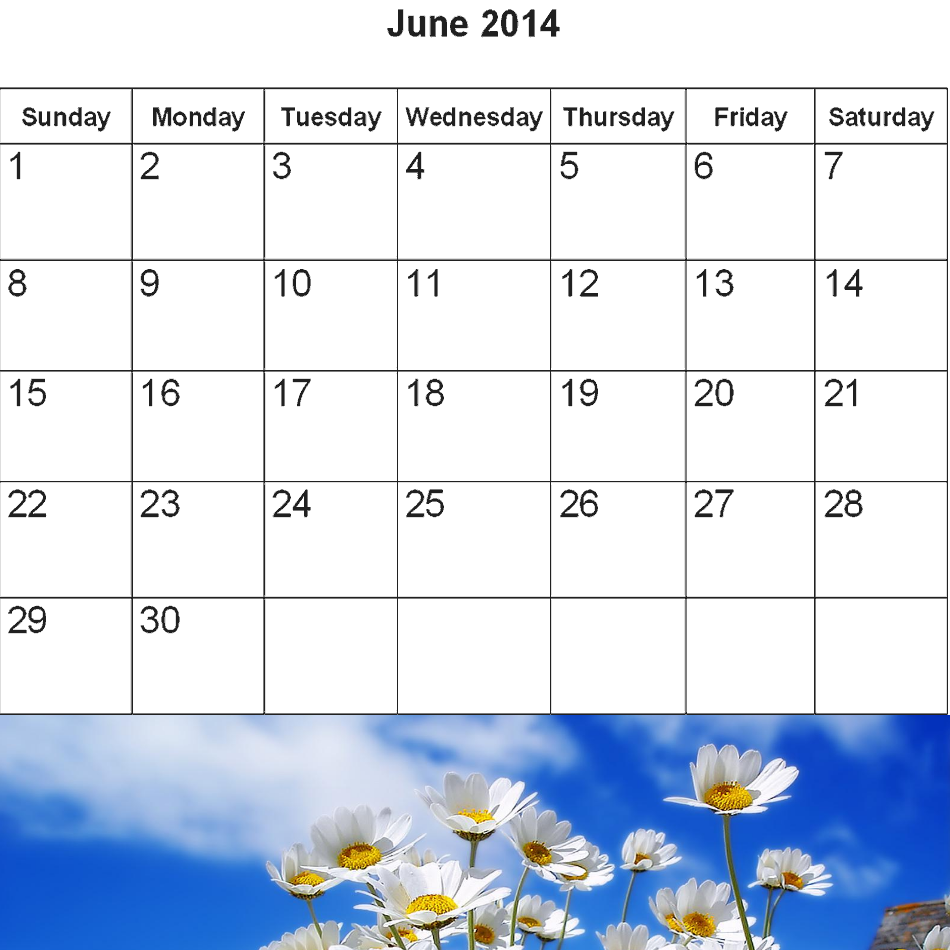 June 2014
Sunday Monday Tuesday Wednesday Thursday Friday Saturday
1 2 3 4 5 6 7
8 9 10 11 12 13 14
15 16 17 18 19 20 21
22 23 24 25 26 27 28
29 30